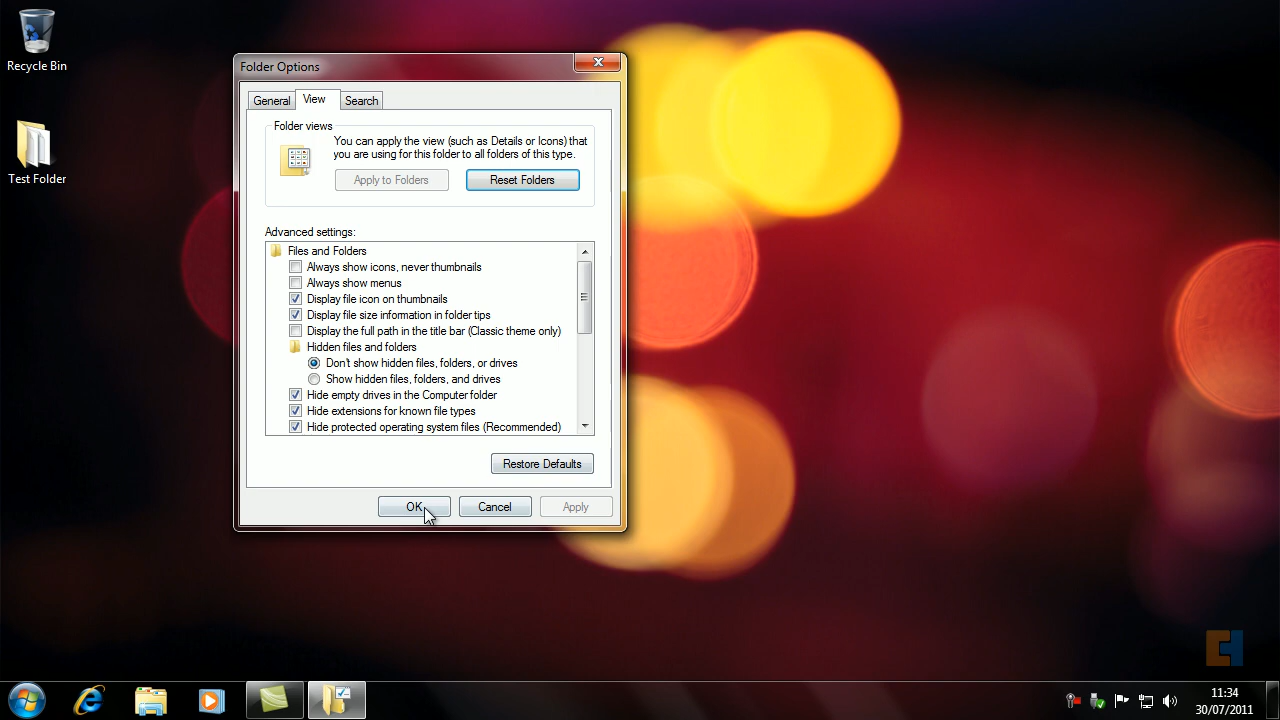 Recycle Bin
Test Folder
Folder Options
General
View
Search
Folder views
You can apply the view (such as Details or Icons) that
you are using for this folder to all folders of this type.
Apply to Folders
Reset Folders
Advanced settings:
Files and Folders
Always show icons, never thumbnails
Always show menus
Display file icon on thumbnails
Display file size information in folder tips
Display the full path in the title bar (Classic theme only)
Hidden files and folders
Don't show hidden files, folders, or drives
Show hidden files, folders, and drives
Hide empty drives in the Computer folder
Hide extensions for known file types
Hide protected operating system files (Recommended)
Restore Defaults
OK
Cancel
Apply
11:34
30/07/2011